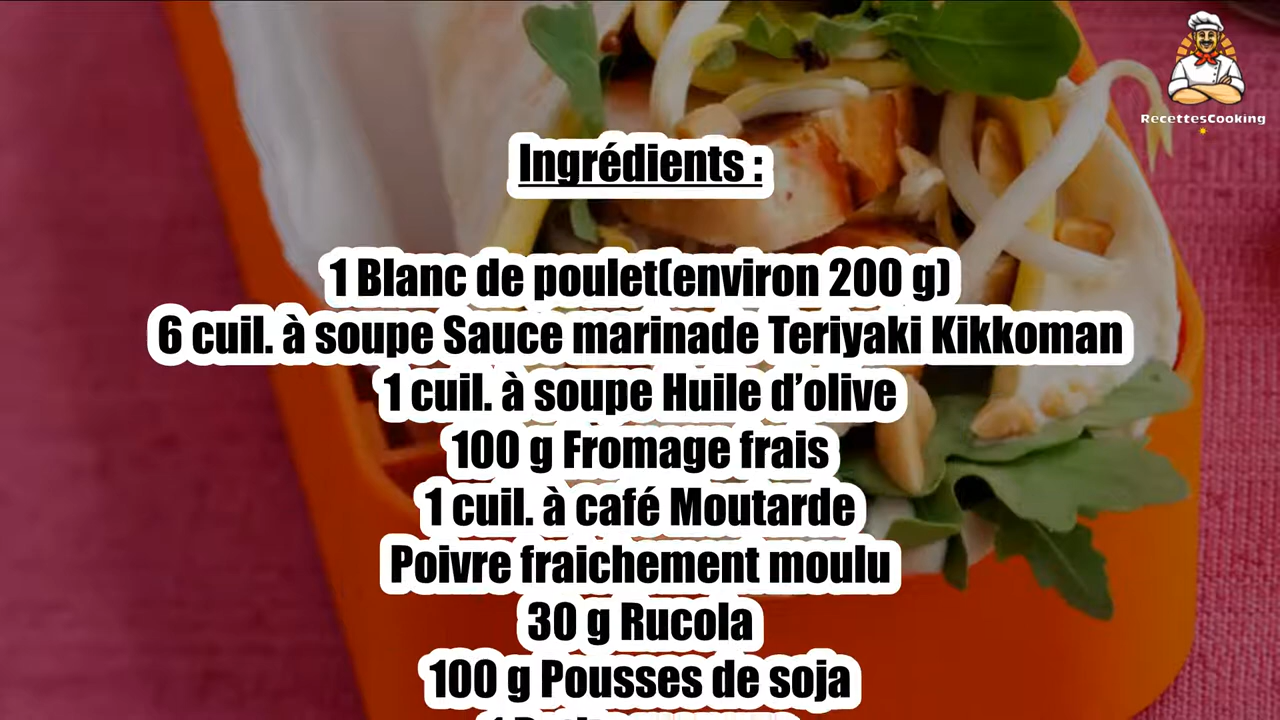 RecettesCooking
Ingrédients :
1 Blanc de poulet(environ 200 g)
6 cuil. à soupe Sauce marinade Teriyaki Kikkoman
1 cuil. à soupe Huile d’olive
100 g Fromage frais
1 cuil. à café Moutarde
Poivre fraichement moulu
30 g Rucola
100 g Pousses de soja